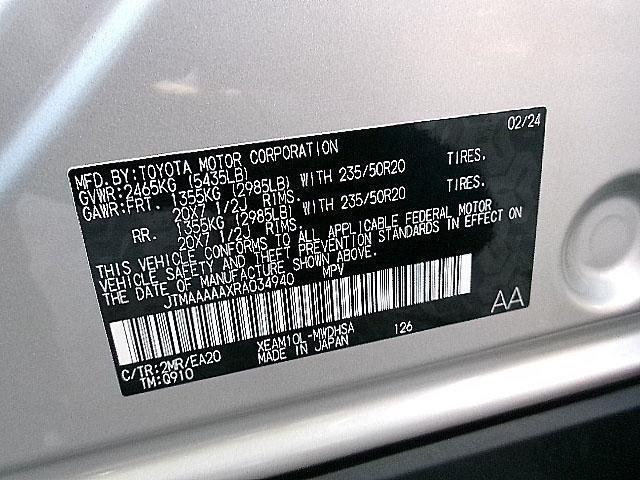 02/24
MFD. BY:TOYOTA MOTOR CORPORATION
GVWR:2465KG (5435LB)
GAWR:FRT. 1355KG (2985LB) WITH 235/50R20 TIRES.
20X7 1/2J RIMS.
RR. 1355KG (2985LB) WITH 235/50R20 TIRES.
20X7 1/2J RIMS.
THIS VEHICLE CONFORMS TO ALL APPLICABLE FEDERAL MOTOR
VEHICLE SAFETY AND THEFT PREVENTION STANDARDS IN EFFECT ON
THE DATE OF MANUFACTURE SHOWN ABOVE.
JTMAAAAAXRA034940 MPV
AA
C/TR:2MR/EA20 XEAM10L-MWDHSA 126
TM:Q910 MADE IN JAPAN